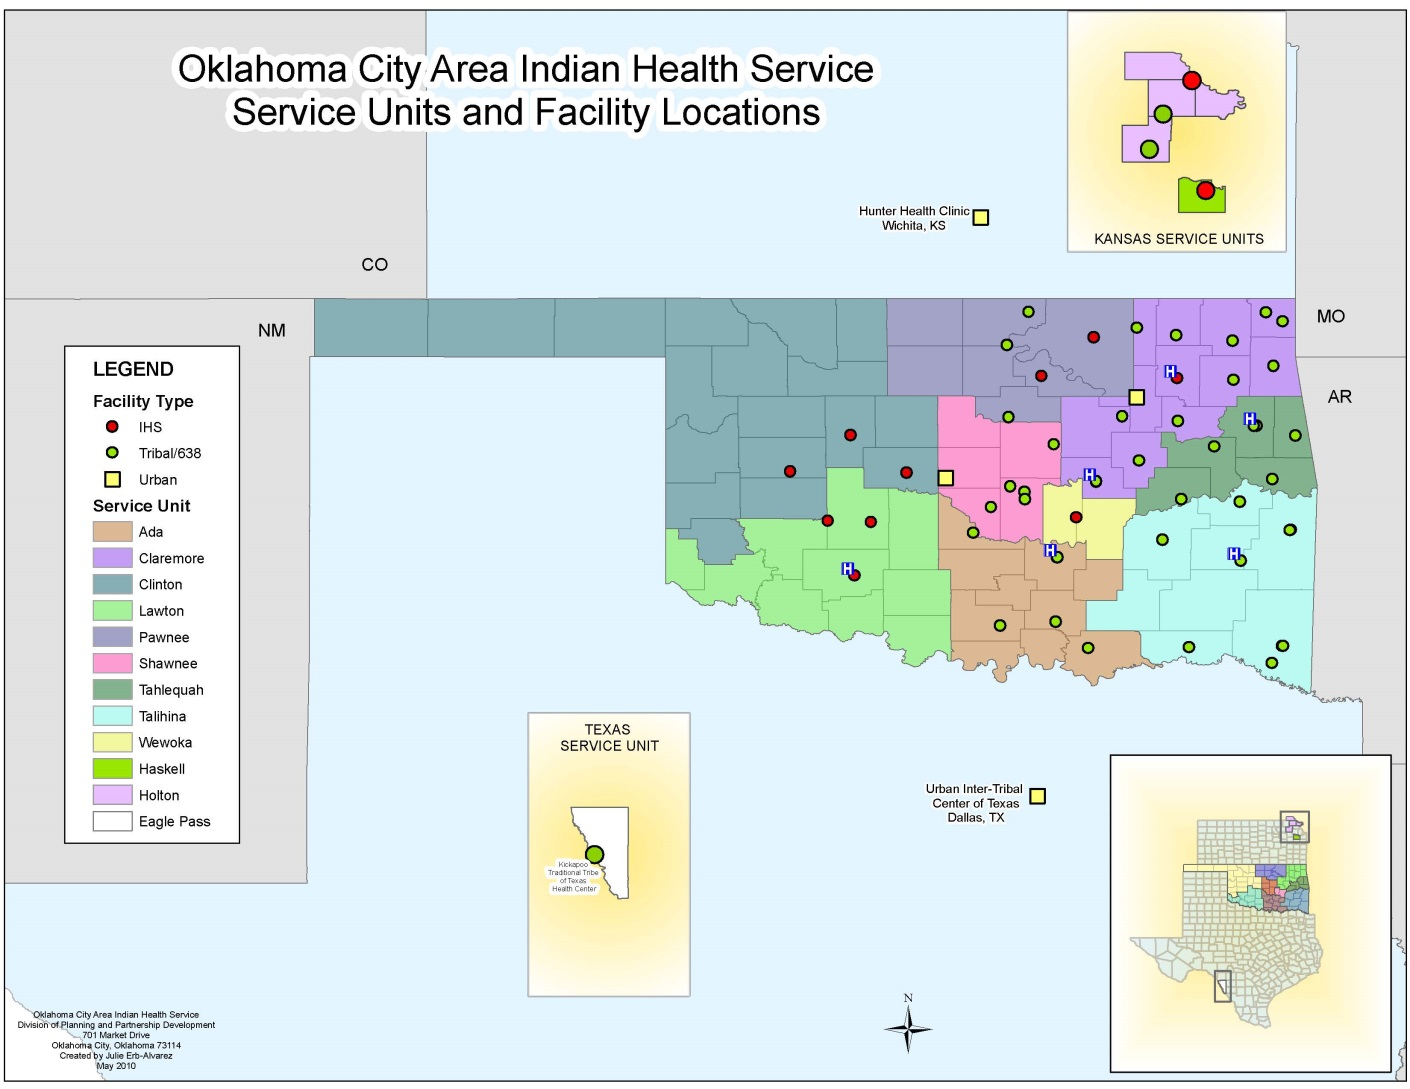 Oklahoma City Area Indian Health Service
Service Units and Facility Locations
Hunter Health Clinic
Wichita, KS
KANSAS SERVICE UNITS
CO
NM
MO
AR
LEGEND
Facility Type
IHS
Tribal/638
Urban
Service Unit
Ada
Claremore
Clinton
Lawton
Pawnee
Shawnee
Tahlequah
Talihina
Wewoka
Haskell
Holton
Eagle Pass
H
H
H
H
H
H
TEXAS
SERVICE UNIT
Kickapoo
Traditional Tribe
of Texas
Health Center
Urban Inter-Tribal
Center of Texas
Dallas, TX
N
Oklahoma City Area Indian Health Service
Division of Planning and Partnership Development
701 Market Drive
Oklahoma City, Oklahoma 73114
Created by Julie Erb-Alvarez
May 2010